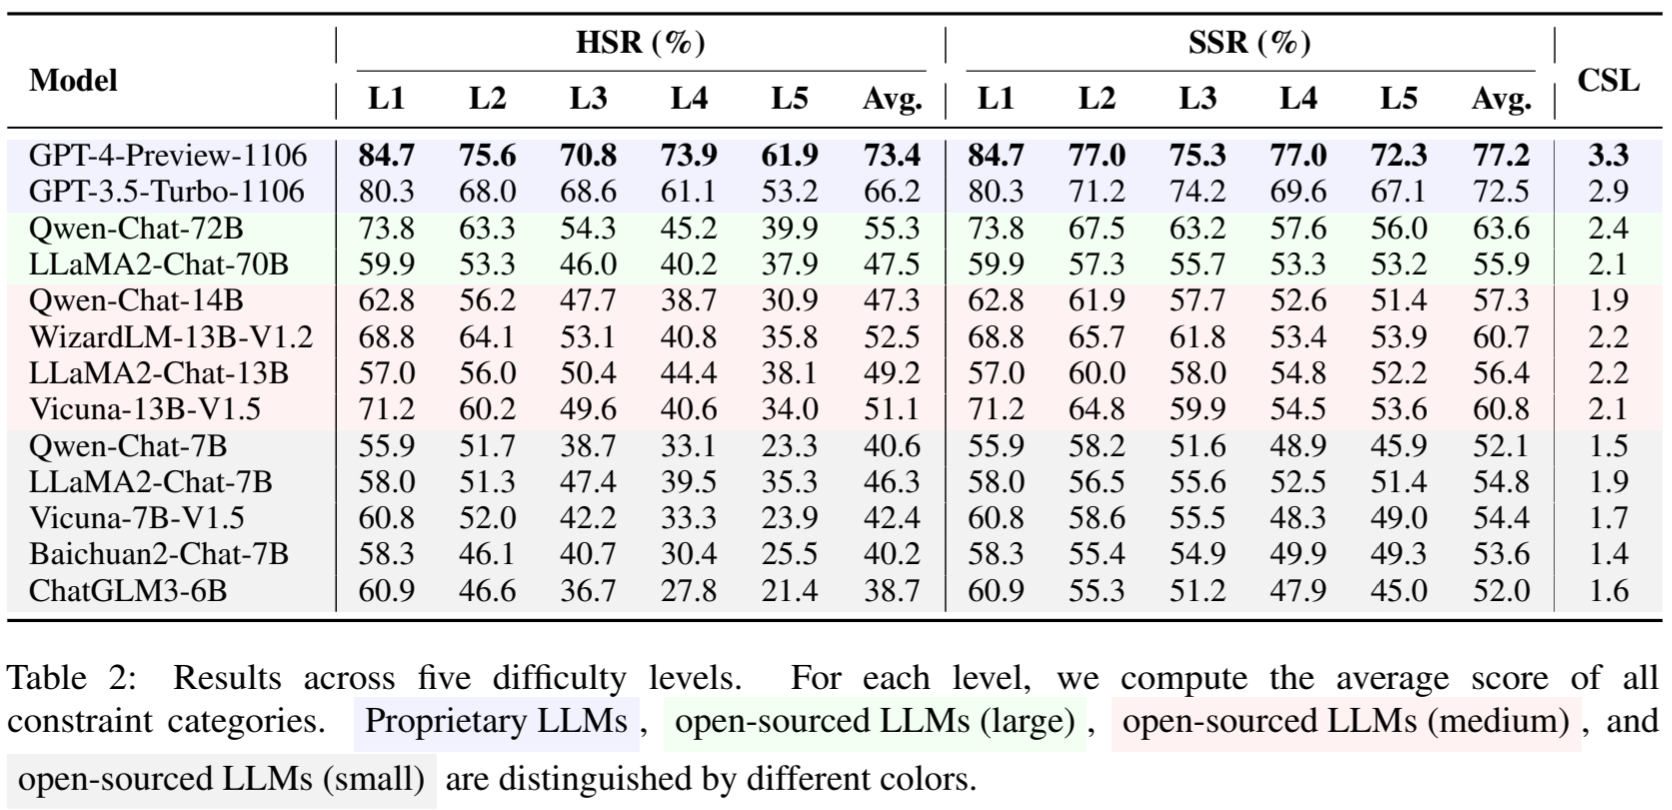 Model HSR (%) SSR (%) CSL
L1 L2 L3 L4 L5 Avg. L1 L2 L3 L4 L5 Avg.
GPT-4-Preview-1106 84.7 75.6 70.8 73.9 61.9 73.4 84.7 77.0 75.3 77.0 72.3 77.2 3.3
GPT-3.5-Turbo-1106 80.3 68.0 68.6 61.1 53.2 66.2 80.3 71.2 74.2 69.6 67.1 72.5 2.9
Qwen-Chat-72B 73.8 63.3 54.3 45.2 39.9 55.3 73.8 67.5 63.2 57.6 56.0 63.6 2.4
LLaMA2-Chat-70B 59.9 53.3 46.0 40.2 37.9 47.5 59.9 57.3 55.7 53.3 53.2 55.9 2.1
Qwen-Chat-14B 62.8 56.2 47.7 38.7 30.9 47.3 62.8 61.9 57.7 52.6 51.4 57.3 1.9
WizardLM-13B-V1.2 68.8 64.1 53.1 40.8 35.8 52.5 68.8 65.7 61.8 53.4 53.9 60.7 2.2
LLaMA2-Chat-13B 57.0 56.0 50.4 44.4 38.1 49.2 57.0 60.0 58.0 54.8 52.2 56.4 2.2
Vicuna-13B-V1.5 71.2 60.2 49.6 40.6 34.0 51.1 71.2 64.8 59.9 54.5 53.6 60.8 2.1
Qwen-Chat-7B 55.9 51.7 38.7 33.1 23.3 40.6 55.9 58.2 51.6 48.9 45.9 52.1 1.5
LLaMA2-Chat-7B 58.0 51.3 47.4 39.5 35.3 46.3 58.0 56.5 55.6 52.5 51.4 54.8 1.9
Vicuna-7B-V1.5 60.8 52.0 42.2 33.3 23.9 42.4 60.8 58.6 55.5 48.3 49.0 54.4 1.7
Baichuan2-Chat-7B 58.3 46.1 40.7 30.4 25.5 40.2 58.3 55.4 54.9 49.9 49.3 53.6 1.4
ChatGLM3-6B 60.9 46.6 36.7 27.8 21.4 38.7 60.9 55.3 51.2 47.9 45.0 52.0 1.6
Table 2: Results across five difficulty levels. For each level, we compute the average score of all
constraint categories. Proprietary LLMs , open-sourced LLMs (large) , open-sourced LLMs (medium) , and
open-sourced LLMs (small) are distinguished by different colors.